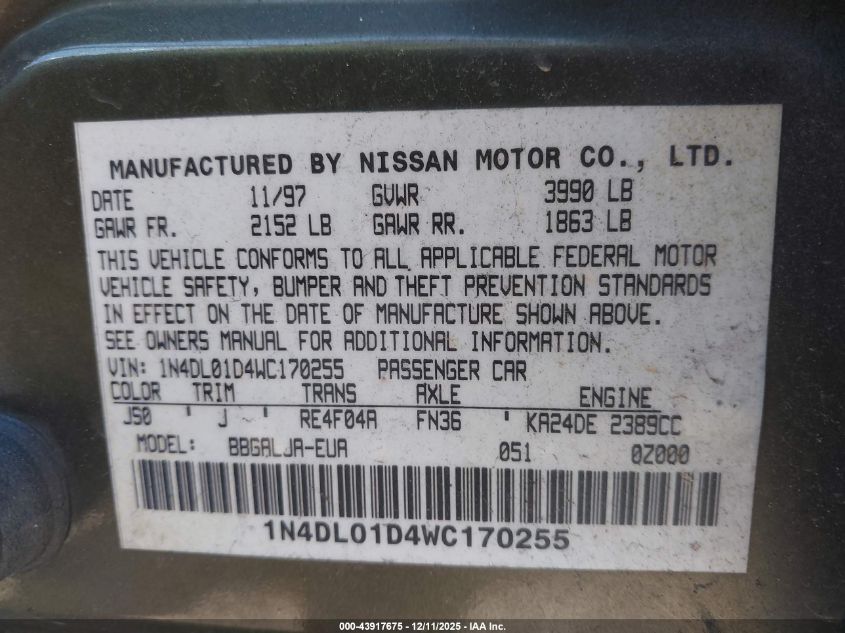 MANUFACTURED BY NISSAN MOTOR CO., LTD.
DATE 11/97 GVWR 3990 LB
GAWR FR. 2152 LB GAWR RR. 1863 LB
THIS VEHICLE CONFORMS TO ALL APPLICABLE FEDERAL MOTOR
VEHICLE SAFETY, BUMPER AND THEFT PREVENTION STANDARDS
IN EFFECT ON THE DATE OF MANUFACTURE SHOWN ABOVE.
SEE OWNERS MANUAL FOR ADDITIONAL INFORMATION.
VIN: 1N4DL01D4WC170255 PASSENGER CAR
COLOR TRIM TRANS AXLE ENGINE
JS0 ' J ' RE4F04A FN36 ' KA24DE 2389CC
MODEL: BBGALJA-EUA 051 0Z000
1N4DL01D4WC170255
000-43917675 - 12/11/2025 - IAA Inc.